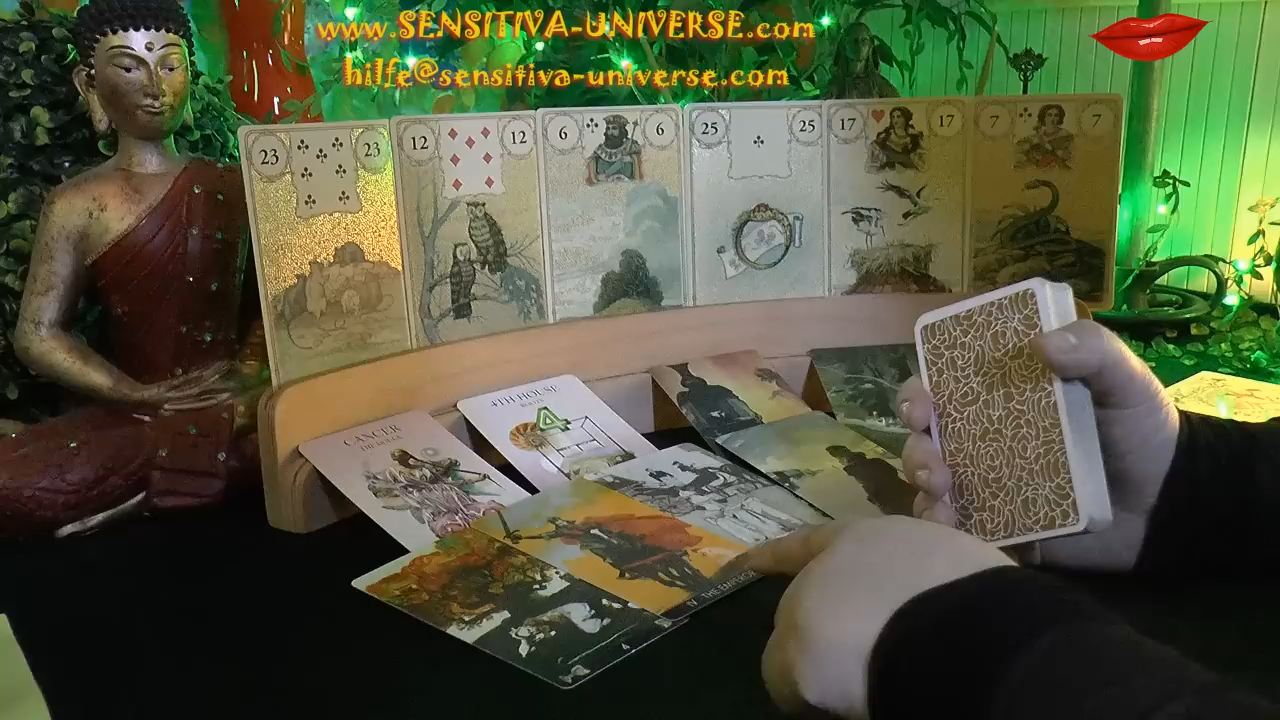 www.SENSITIVA-UNIVERSE.com
hilfe@sensitiva-universe.com
23 23
12 12
6 6
25 25
17 17
7 7
4TH HOUSE
4
CANCER
IV THE EMPEROR